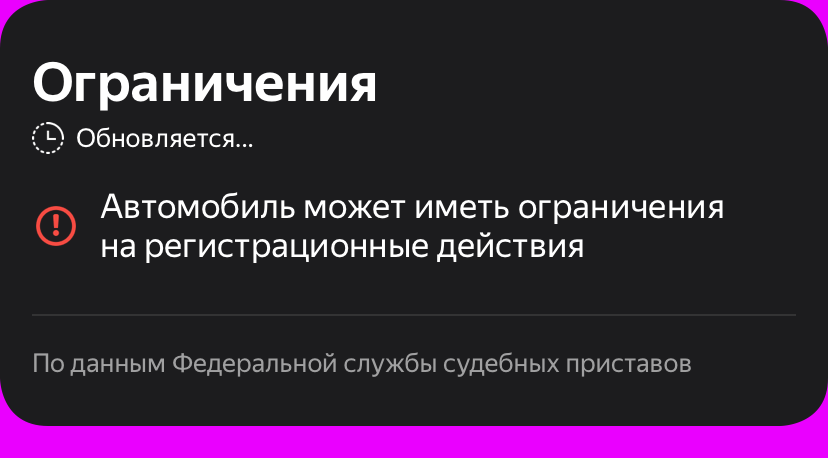 Ограничения
Обновляется...
Автомобиль может иметь ограничения
на регистрационные действия
По данным Федеральной службы судебных приставов